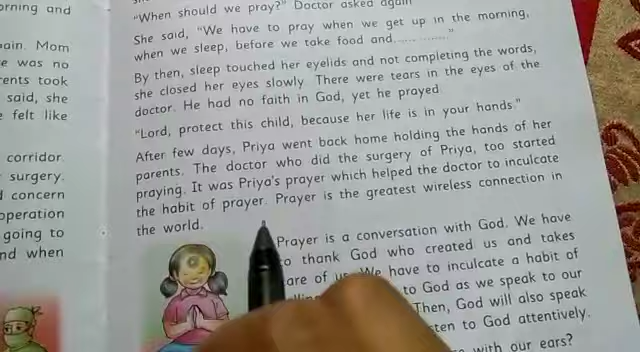 orning and
ain. Mom
e was no
ents took
said, she
felt like
corridor.
surgery.
concern
operation
going to
nd when
"When should we pray?" Doctor asked again
She said, "We have to pray when we get up in the morning,
when we sleep, before we take food and.............."
By then, sleep touched her eyelids and not completing the words,
she closed her eyes slowly. There were tears in the eyes of the
doctor. He had no faith in God, yet he prayed.
"Lord, protect this child, because her life is in your hands."
After few days, Priya went back home holding the hands of her
parents. The doctor who did the surgery of Priya, too started
praying. It was Priya's prayer which helped the doctor to inculcate
the habit of prayer. Prayer is the greatest wireless connection in
the world.
Prayer is a conversation with God. We have
to thank God who created us and takes
are of us. We have to inculcate a habit of
to God as we speak to our
Then, God will also speak
sten to God attentively.
with our ears?